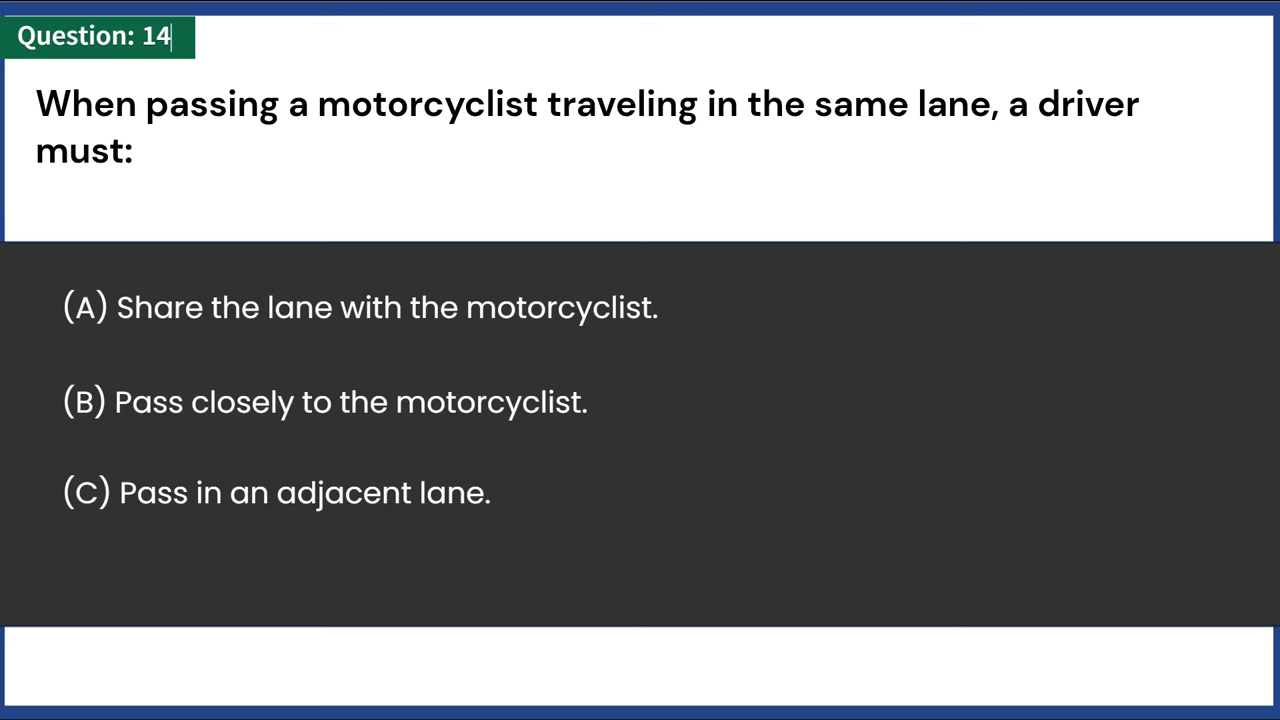 Question: 14
When passing a motorcyclist traveling in the same lane, a driver
must:
(A) Share the lane with the motorcyclist.
(B) Pass closely to the motorcyclist.
(C) Pass in an adjacent lane.